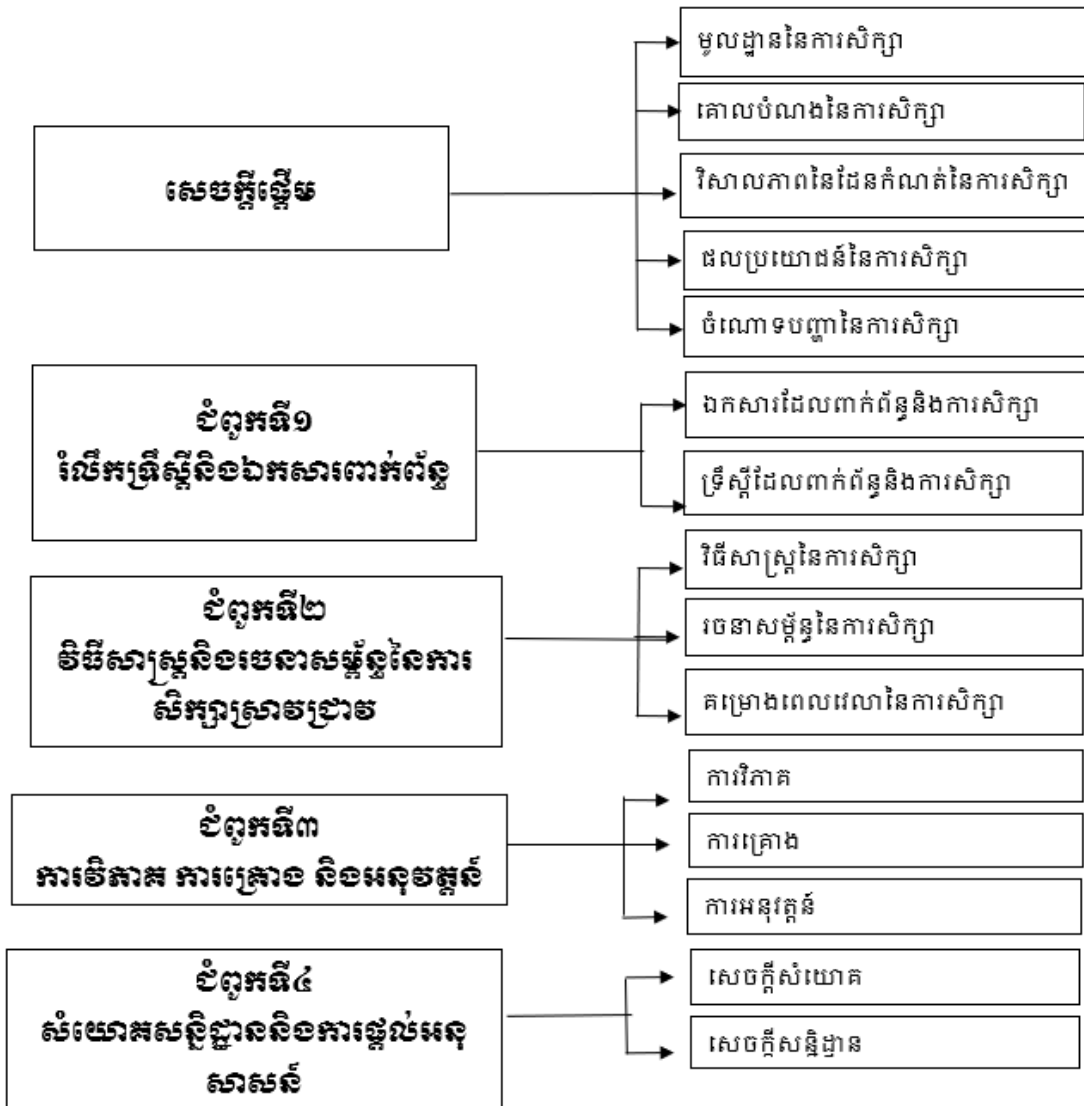 សេចក្តីផ្តើម
មូលដ្ឋាននៃការសិក្សា
គោលបំណងនៃការសិក្សា
វិសាលភាពនៃដែនកំណត់នៃការសិក្សា
ផលប្រយោជន៍នៃការសិក្សា
ចំណោទបញ្ហានៃការសិក្សា
ជំពូកទី១
រំលឹកទ្រឹស្តីនិងឯកសារពាក់ព័ន្ធ
ឯកសារដែលពាក់ព័ន្ធនិងការសិក្សា
ទ្រឹស្តីដែលពាក់ព័ន្ធនិងការសិក្សា
ជំពូកទី២
វិធីសាស្ត្រនិងរចនាសម្ព័ន្ធនៃការ
សិក្សាស្រាវជ្រាវ
វិធីសាស្ត្រនៃការសិក្សា
រចនាសម្ព័ន្ធនៃការសិក្សា
គម្រោងពេលវេលានៃការសិក្សា
ជំពូកទី៣
ការវិភាគ ការគ្រោង និងអនុវត្តន៍
ការវិភាគ
ការគ្រោង
ការអនុវត្តន៍
ជំពូកទី៤
សំយោគសន្និដ្ឋាននិងការផ្តល់អនុ
សាសន៍
សេចក្តីសំយោគ
សេចក្តីសន្និដ្ឋាន